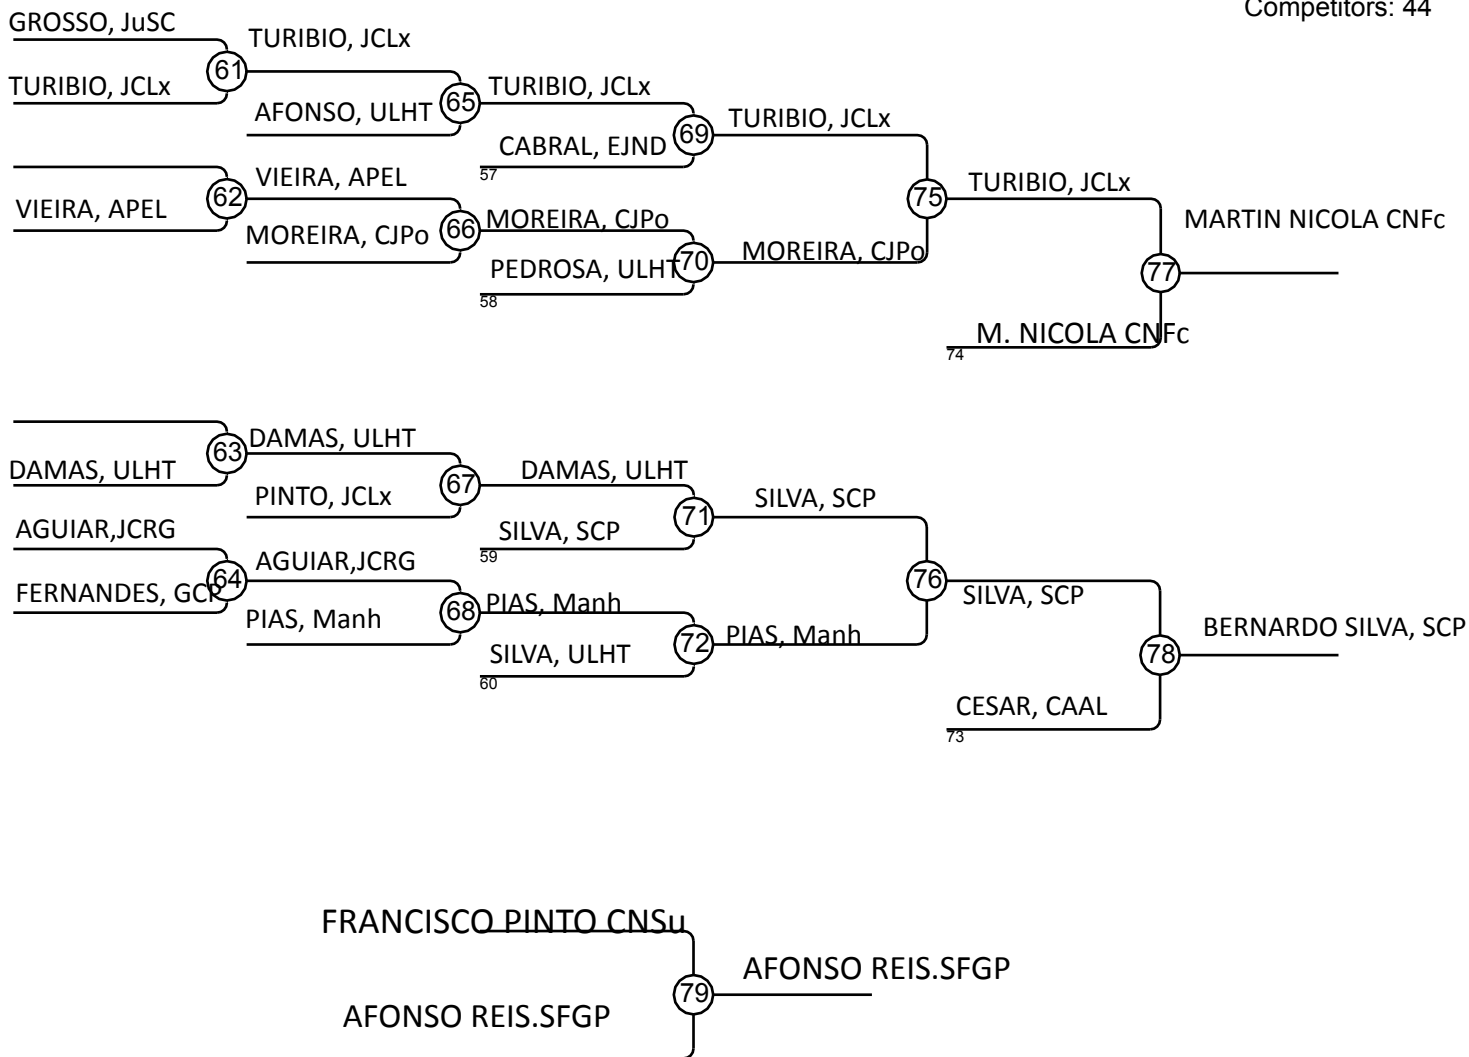 Competitors: 44
GROSSO, JuSC
TURIBIO, JCLx
61
TURIBIO, JCLx
TURIBIO, JCLx
AFONSO, ULHT
65
TURIBIO, JCLx
CABRAL, EJND
69
57
VIEIRA, APEL
62
VIEIRA, APEL
TURIBIO, JCLx
75
MOREIRA, CJPo
66
MOREIRA, CJPo
MARTIN NICOLA CNFc
PEDROSA, ULHT
70
MOREIRA, CJPo
77
58
M. NICOLA CNFc
74
DAMAS, ULHT
63
DAMAS, ULHT
DAMAS, ULHT
PINTO, JCLx
67
SILVA, SCP
71
AGUIAR,JCRG
SILVA, SCP
59
AGUIAR,JCRG
FERNANDES, GCP
64
76
SILVA, SCP
PIAS, Manh
68
PIAS, Manh
BERNARDO SILVA, SCP
SILVA, ULHT
72
PIAS, Manh
78
60
CESAR, CAAL
73
FRANCISCO PINTO CNSu
AFONSO REIS.SFGP
79
AFONSO REIS.SFGP